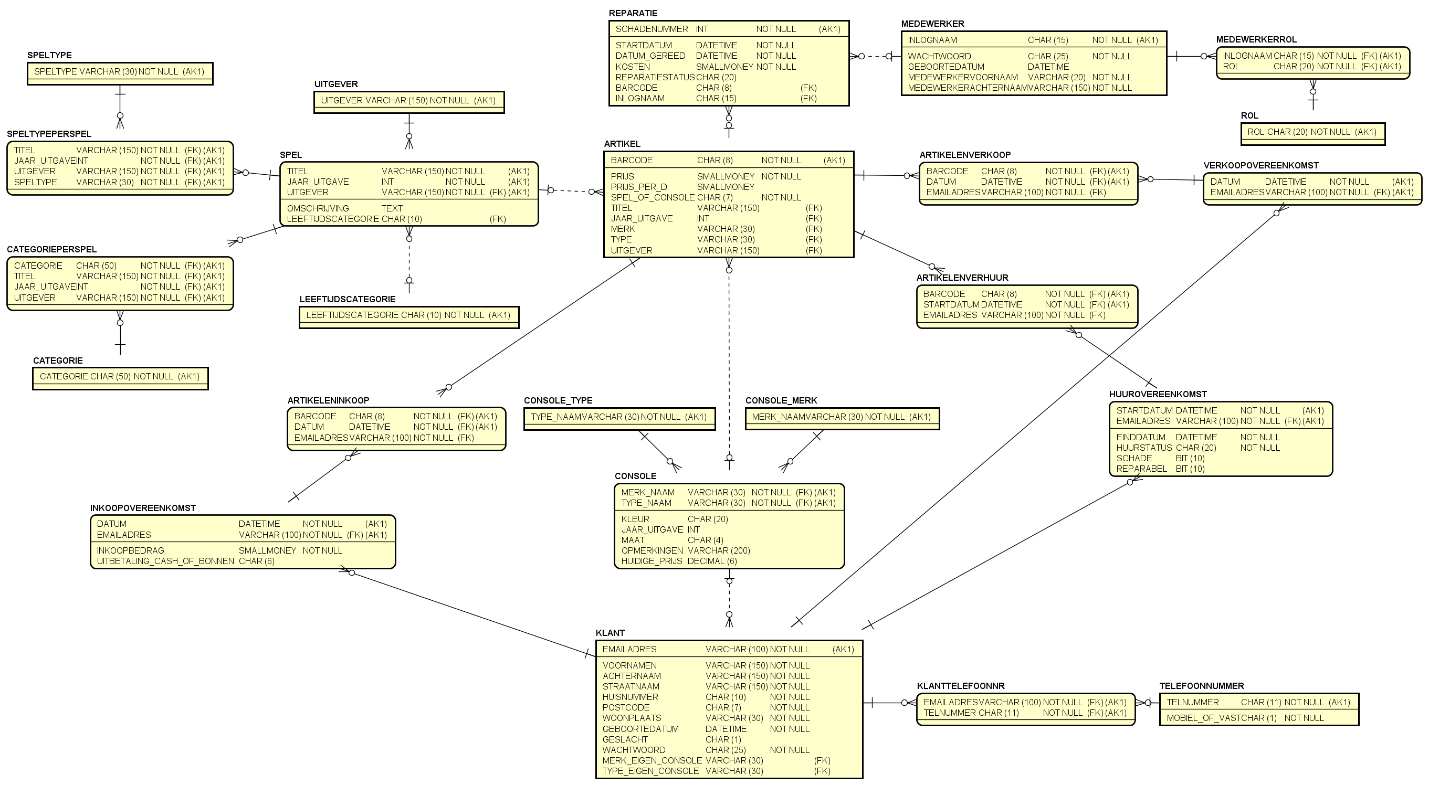 REPARATIE
SCHADENUMMER INT NOT NULL (AK1)
STARTDATUM DATETIME NOT NULL
DATUM_GEREED DATETIME NOT NULL
KOSTEN SMALLMONEY NOT NULL
REPARATIESTATUS CHAR (20)
BARCODE CHAR (8) (FK)
INLOGNAAM CHAR (15) (FK)
MEDEWERKER
INLOGNAAM CHAR (15) NOT NULL (AK1)
WACHTWOORD CHAR (25) NOT NULL
GEBOORTEDATUM DATETIME
MEDEWERKERVOORNAAM VARCHAR (20) NOT NULL
MEDEWERKERACHTERNAAM VARCHAR (150) NOT NULL
MEDEWERKERROL
INLOGNAAM CHAR (15) NOT NULL (FK) (AK1)
ROL CHAR (20) NOT NULL (FK) (AK1)
ROL
ROL CHAR (20) NOT NULL (AK1)
SPELTYPE
SPELTYPE VARCHAR (30) NOT NULL (AK1)
UITGEVER
UITGEVER VARCHAR (150) NOT NULL (AK1)
SPELTYPEPERSPEL
TITEL VARCHAR (150) NOT NULL (FK) (AK1)
JAAR_UITGAVE INT NOT NULL (FK) (AK1)
UITGEVER VARCHAR (150) NOT NULL (FK) (AK1)
SPELTYPE VARCHAR (30) NOT NULL (FK) (AK1)
SPEL
TITEL VARCHAR (150) NOT NULL (AK1)
JAAR_UITGAVE INT NOT NULL (AK1)
UITGEVER VARCHAR (150) NOT NULL (FK) (AK1)
OMSCHRIJVING TEXT
LEEFTIJDSCATEGORIE CHAR (10) (FK)
ARTIKEL
BARCODE CHAR (8) NOT NULL (AK1)
PRIJS SMALLMONEY NOT NULL
PRIJS_PER_D SMALLMONEY
SPEL_OF_CONSOLE CHAR (7) NOT NULL
TITEL VARCHAR (150) (FK)
JAAR_UITGAVE INT (FK)
MERK VARCHAR (30) (FK)
TYPE VARCHAR (30) (FK)
UITGEVER VARCHAR (150) (FK)
ARTIKELENVERKOOP
BARCODE CHAR (8) NOT NULL (FK) (AK1)
DATUM DATETIME NOT NULL (FK) (AK1)
EMAILADRES VARCHAR (100) NOT NULL (FK)
VERKOOPOVEREENKOMST
DATUM DATETIME NOT NULL (AK1)
EMAILADRES VARCHAR (100) NOT NULL (FK) (AK1)
CATEGORIEPERSPEL
CATEGORIE CHAR (50) NOT NULL (FK) (AK1)
TITEL VARCHAR (150) NOT NULL (FK) (AK1)
JAAR_UITGAVE INT NOT NULL (FK) (AK1)
UITGEVER VARCHAR (150) NOT NULL (FK) (AK1)
LEEFTIJDSCATEGORIE
LEEFTIJDSCATEGORIE CHAR (10) NOT NULL (AK1)
ARTIKELENVERHUUR
BARCODE CHAR (8) NOT NULL (FK) (AK1)
STARTDATUM DATETIME NOT NULL (FK) (AK1)
EMAILADRES VARCHAR (100) NOT NULL (FK)
CATEGORIE
CATEGORIE CHAR (50) NOT NULL (AK1)
ARTIKELENINKOOP
BARCODE CHAR (8) NOT NULL (FK) (AK1)
DATUM DATETIME NOT NULL (FK) (AK1)
EMAILADRES VARCHAR (100) NOT NULL (FK)
CONSOLE_TYPE
TYPE_NAAM VARCHAR (30) NOT NULL (AK1)
CONSOLE_MERK
MERK_NAAM VARCHAR (30) NOT NULL (AK1)
HUUROVEREENKOMST
STARTDATUM DATETIME NOT NULL (AK1)
EMAILADRES VARCHAR (100) NOT NULL (FK) (AK1)
EINDDATUM DATETIME NOT NULL
HUURSTATUS CHAR (20) NOT NULL
SCHADE BIT (10)
REPARABEL BIT (10)
CONSOLE
MERK_NAAM VARCHAR (30) NOT NULL (FK) (AK1)
TYPE_NAAM VARCHAR (30) NOT NULL (FK) (AK1)
KLEUR CHAR (20)
JAAR_UITGAVE INT
MAAT CHAR (4)
OPMERKINGEN VARCHAR (200)
HUIDIGE_PRIJS DECIMAL (6)
INKOOPOVEREENKOMST
DATUM DATETIME NOT NULL (AK1)
EMAILADRES VARCHAR (100) NOT NULL (FK) (AK1)
INKOOPBEDRAG SMALLMONEY NOT NULL
UITBETALING_CASH_OF_BONNEN CHAR (6)
KLANT
EMAILADRES VARCHAR (100) NOT NULL (AK1)
VOORNAMEN VARCHAR (150) NOT NULL
ACHTERNAAM VARCHAR (150) NOT NULL
STRAATNAAM VARCHAR (150) NOT NULL
HUISNUMMER CHAR (10) NOT NULL
POSTCODE CHAR (7) NOT NULL
WOONPLAATS VARCHAR (30) NOT NULL
GEBOORTEDATUM DATETIME NOT NULL
GESLACHT CHAR (1)
WACHTWOORD CHAR (25) NOT NULL
MERK_EIGEN_CONSOLE VARCHAR (30) (FK)
TYPE_EIGEN_CONSOLE VARCHAR (30) (FK)
KLANTTELEFOONNR
EMAILADRES VARCHAR (100) NOT NULL (FK) (AK1)
TELNUMMER CHAR (11) NOT NULL (FK) (AK1)
TELEFOONNUMMER
TELNUMMER CHAR (11) NOT NULL (AK1)
MOBIEL_OF_VAST CHAR (1) NOT NULL